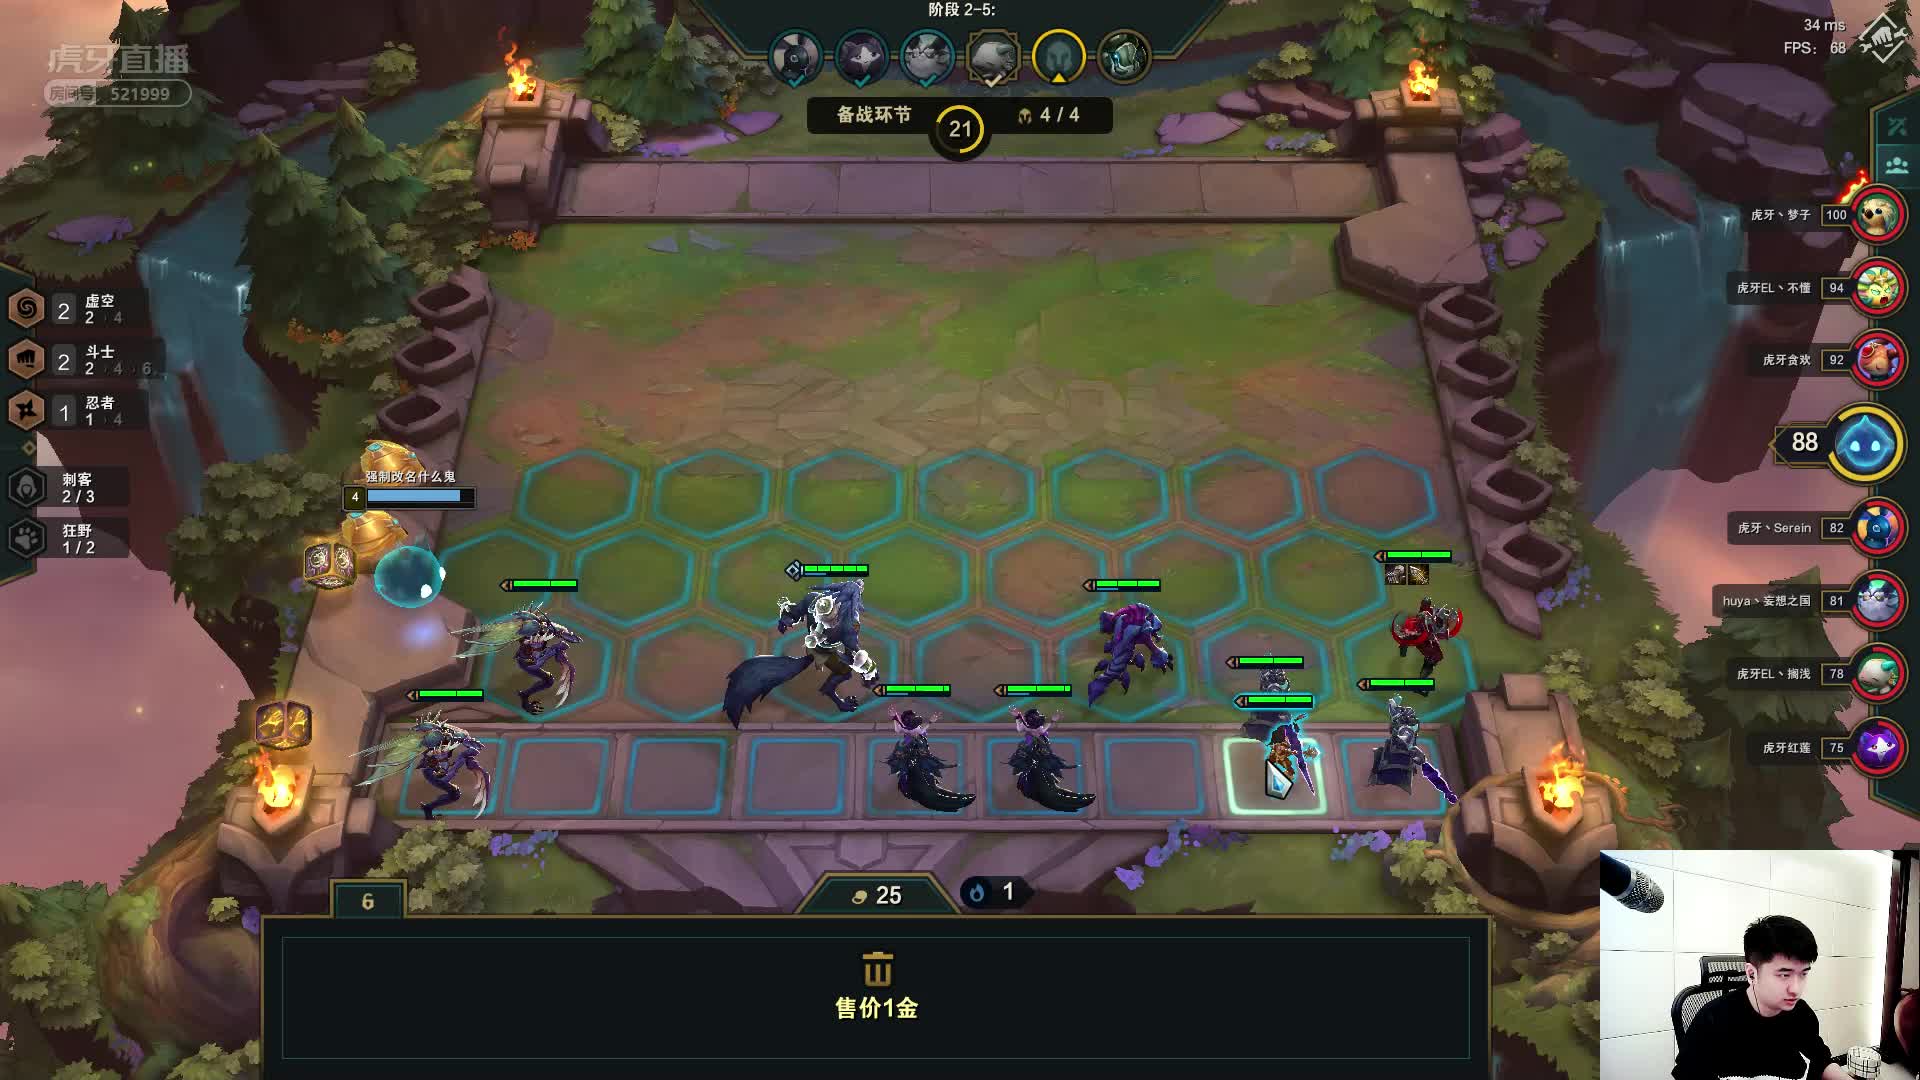 阶段 2-5:
34 ms
FPS: 68
虎牙直播
房间号 521999
备战环节
21
4 / 4
虎牙丶梦子 100
虎牙EL丶不懂 94
虎牙贪欢 92
88
虎牙丶Serein 82
huya丶妄想之国 81
虎牙EL丶搁浅 78
虎牙红莲 75
2 虚空
2 › 4
2 斗士
2 › 4 › 6
1 忍者
1 › 4
刺客
2 / 3
狂野
1 / 2
强制改名什么鬼
4
6
25
1
售价1金